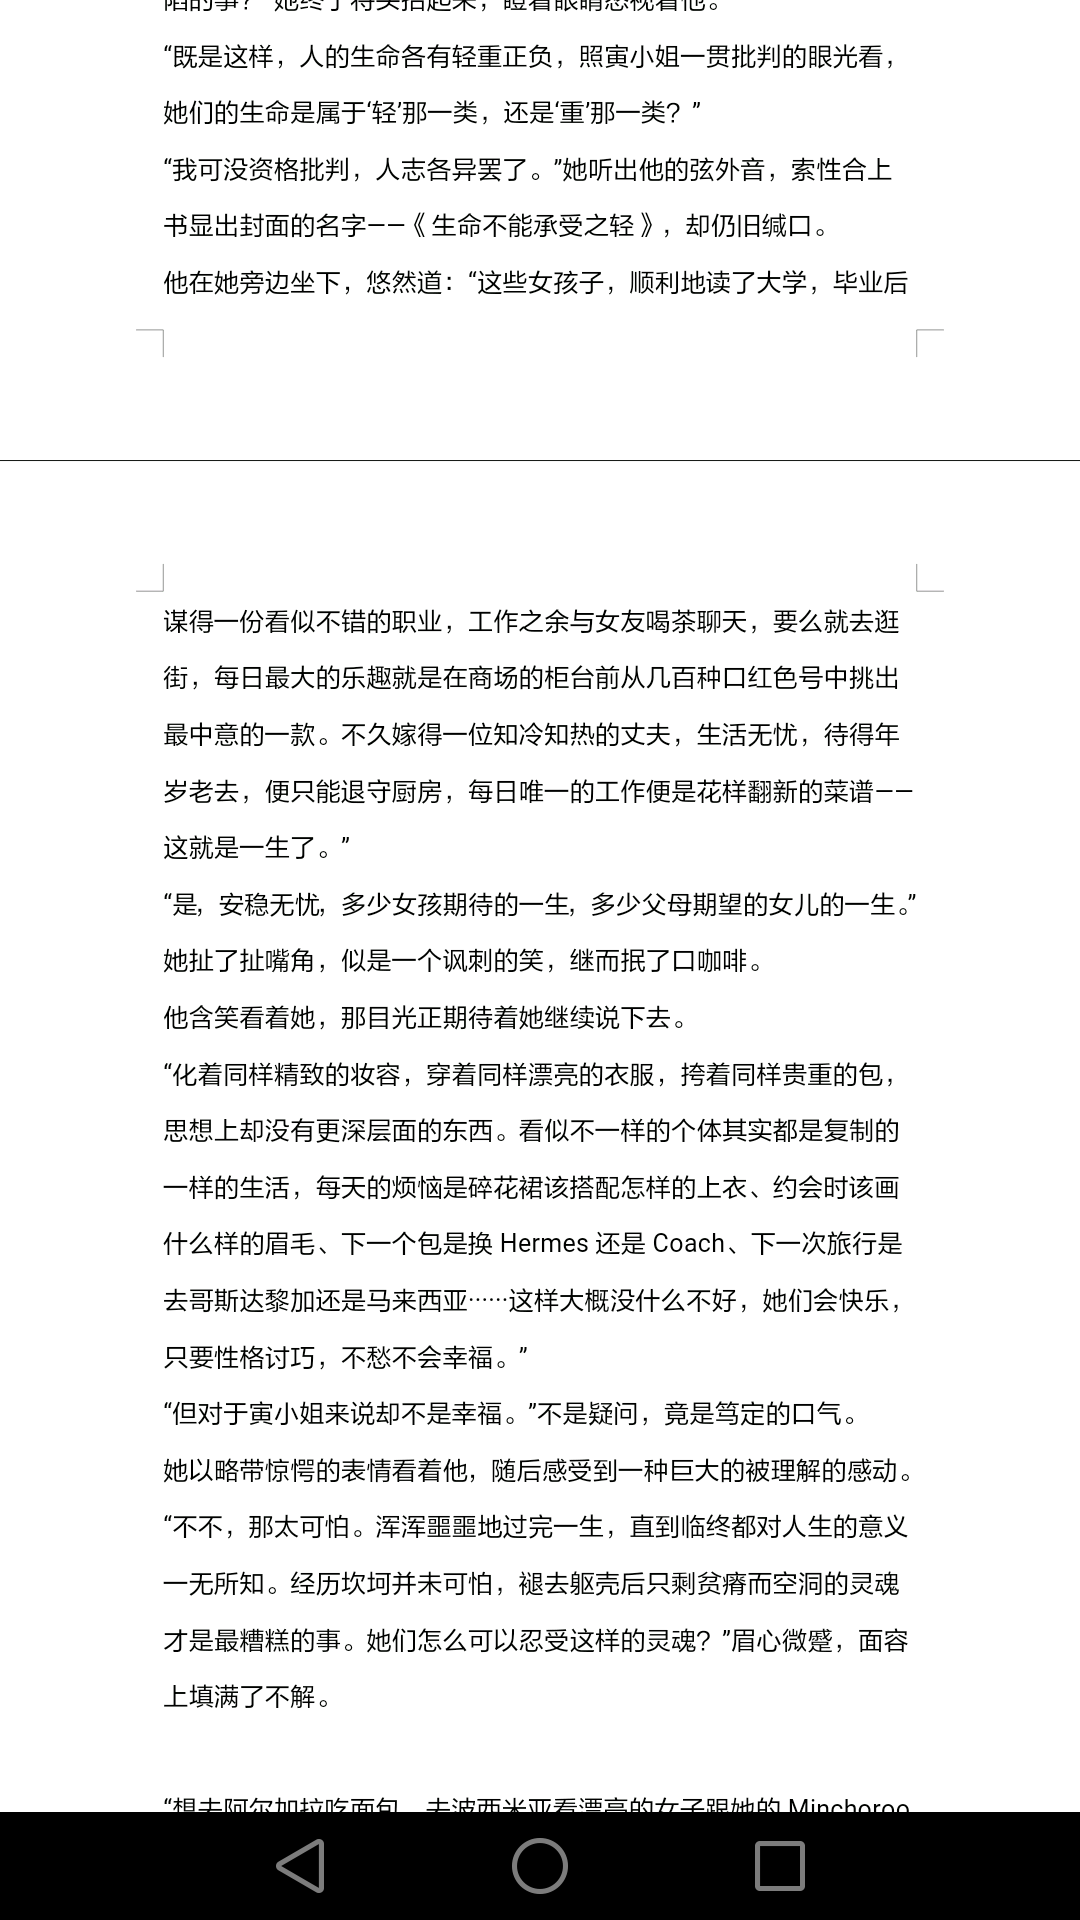 “既是这样，人的生命各有轻重正负，照寅小姐一贯批判的眼光看，
她们的生命是属于‘轻’那一类，还是‘重’那一类？”
“我可没资格批判，人志各异罢了。”她听出他的弦外音，索性合上
书显出封面的名字——《生命不能承受之轻》，却仍旧缄口。
他在她旁边坐下，悠然道：“这些女孩子，顺利地读了大学，毕业后
谋得一份看似不错的职业，工作之余与女友喝茶聊天，要么就去逛
街，每日最大的乐趣就是在商场的柜台前从几百种口红色号中挑出
最中意的一款。不久嫁得一位知冷知热的丈夫，生活无忧，待得年
岁老去，便只能退守厨房，每日唯一的工作便是花样翻新的菜谱——
这就是一生了。”
“是，安稳无忧，多少女孩期待的一生，多少父母期望的女儿的一生。”
她扯了扯嘴角，似是一个讽刺的笑，继而抿了口咖啡。
他含笑看着她，那目光正期待着她继续说下去。
“化着同样精致的妆容，穿着同样漂亮的衣服，挎着同样贵重的包，
思想上却没有更深层面的东西。看似不一样的个体其实都是复制的
一样的生活，每天的烦恼是碎花裙该搭配怎样的上衣、约会时该画
什么样的眉毛、下一个包是换 Hermes 还是 Coach、下一次旅行是
去哥斯达黎加还是马来西亚……这样大概没什么不好，她们会快乐，
只要性格讨巧，不愁不会幸福。”
“但对于寅小姐来说却不是幸福。”不是疑问，竟是笃定的口气。
她以略带惊愕的表情看着他，随后感受到一种巨大的被理解的感动。
“不不，那太可怕。浑浑噩噩地过完一生，直到临终都对人生的意义
一无所知。经历坎坷并未可怕，褪去躯壳后只剩贫瘠而空洞的灵魂
才是最糟糕的事。她们怎么可以忍受这样的灵魂？”眉心微蹙，面容
上填满了不解。
“想去阿尔加拉吃面包，去波西米亚看漂亮的女子跟她的 Minchoroo